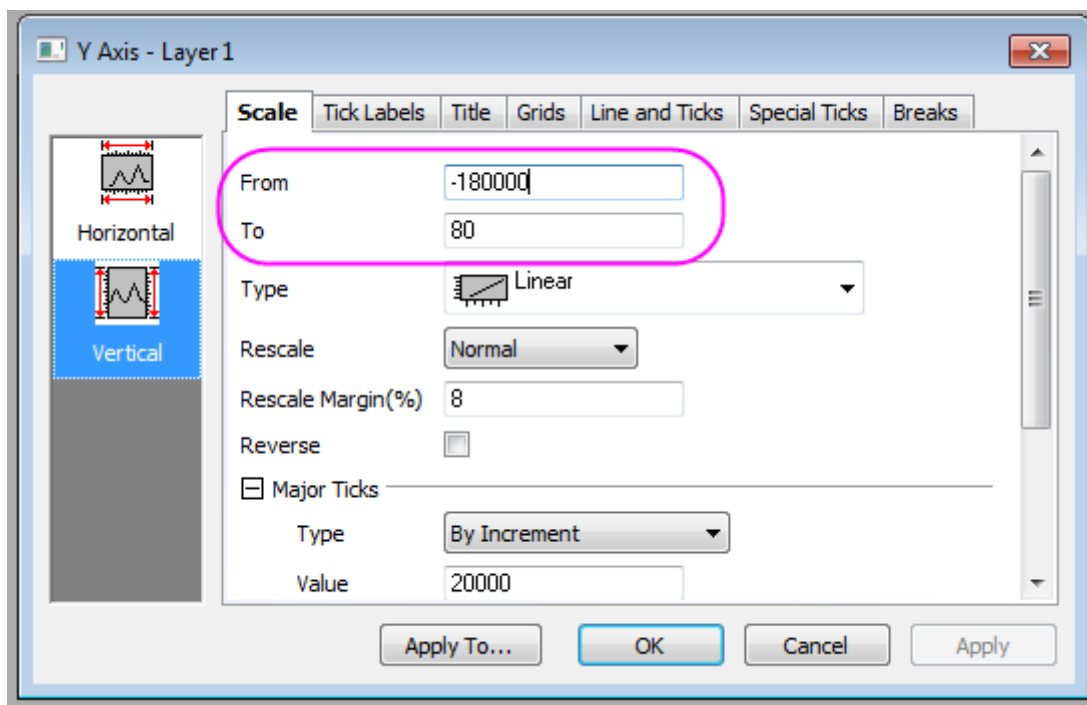 Y Axis - Layer 1
Scale Tick Labels Title Grids Line and Ticks Special Ticks Breaks
Horizontal
Vertical
From -180000
To 80
Type Linear
Rescale Normal
Rescale Margin(%) 8
Reverse
Major Ticks
Type By Increment
Value 20000
Apply To... OK Cancel Apply